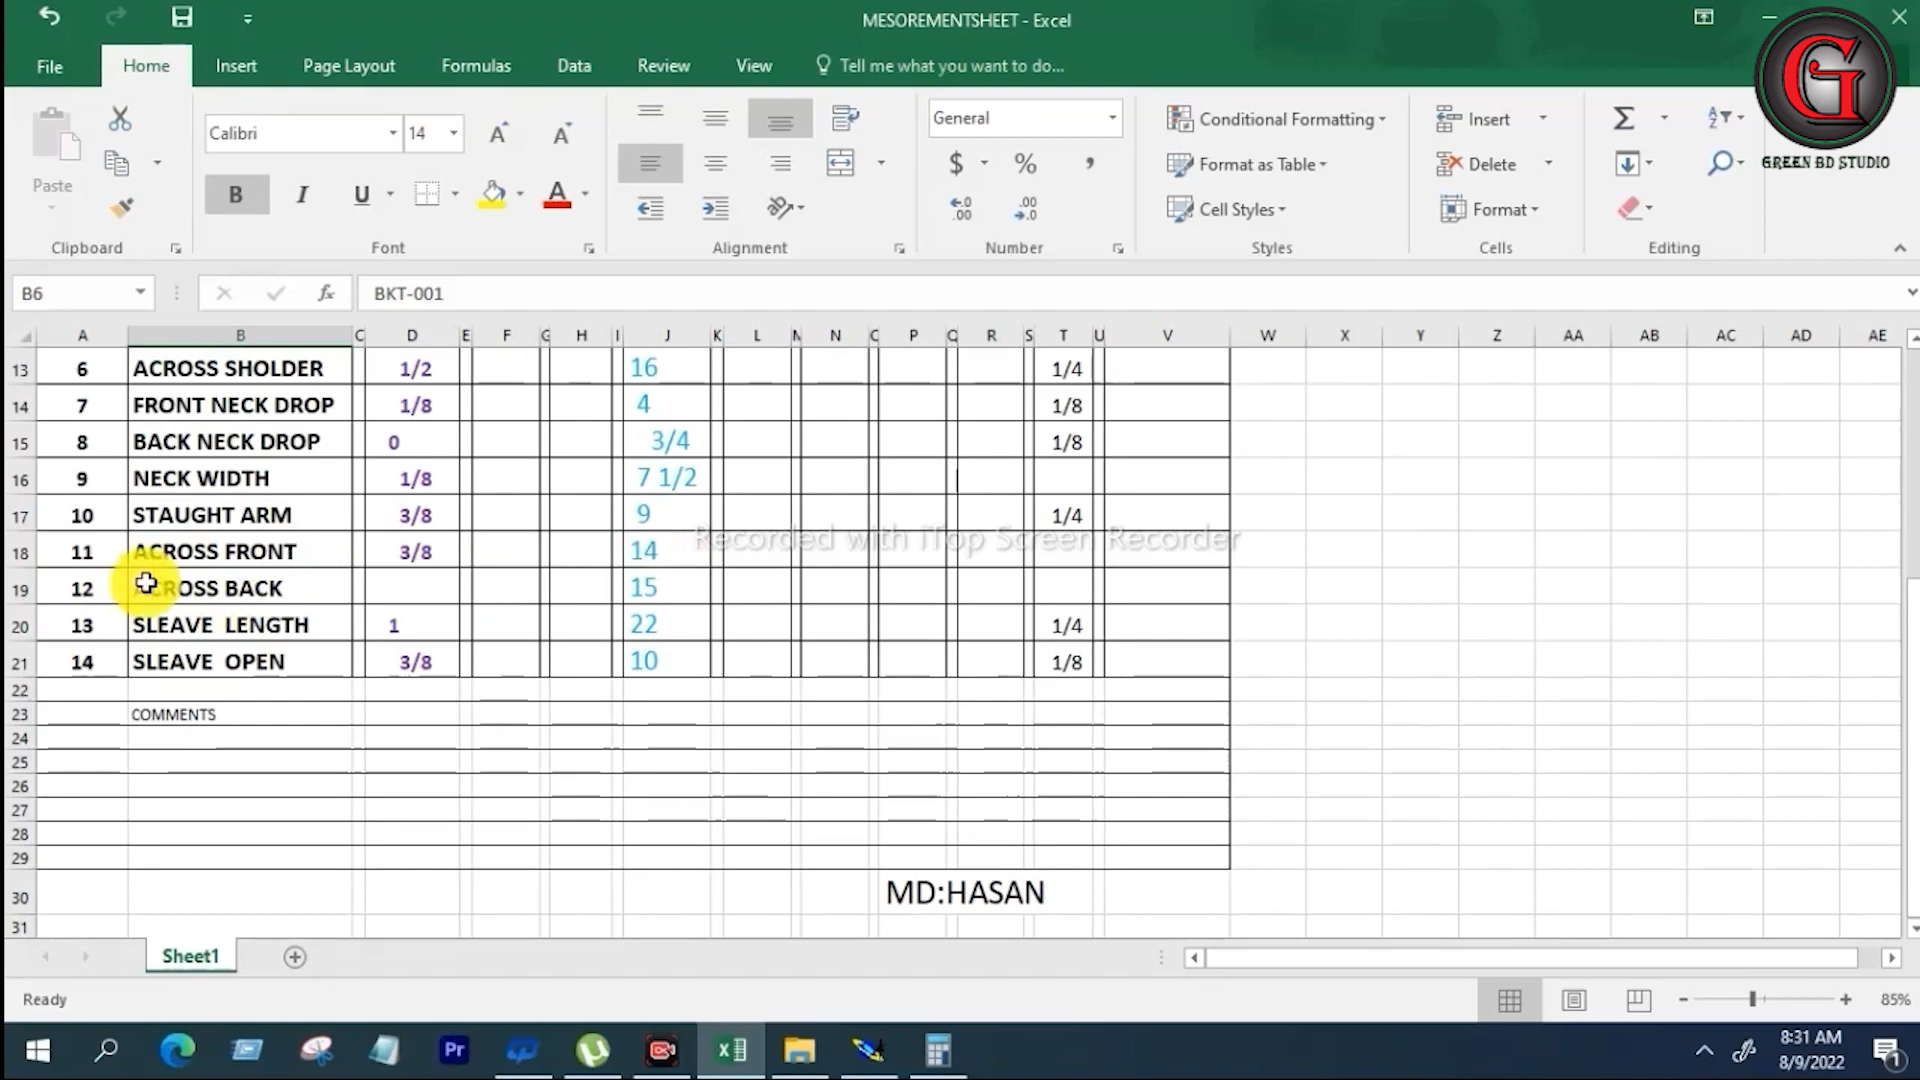 MESOREMENTSHEET - Excel
File Home Insert Page Layout Formulas Data Review View Tell me what you want to do...
G
GREEN BD STUDIO
Paste
Calibri 14
B I U A
General
$ % ,
Conditional Formatting
Format as Table
Cell Styles
Insert
Delete
Format
Clipboard Font Alignment Number Styles Cells Editing
B6 fx BKT-001
A B C D E F G H I J K L M N O P Q R S T U V W X Y Z AA AB AC AD AE
13 6 ACROSS SHOLDER 1/2 16 1/4
14 7 FRONT NECK DROP 1/8 4 1/8
15 8 BACK NECK DROP 0 3/4 1/8
16 9 NECK WIDTH 1/8 7 1/2
17 10 STAUGHT ARM 3/8 9 1/4
Recorded with iTop Screen Recorder
18 11 ACROSS FRONT 3/8 14
19 12 ACROSS BACK 15
20 13 SLEAVE LENGTH 1 22 1/4
21 14 SLEAVE OPEN 3/8 10 1/8
22
23 COMMENTS
24
25
26
27
28
29
30 MD:HASAN
31
Sheet1
Ready 85%
Pr
8:31 AM
8/9/2022
1